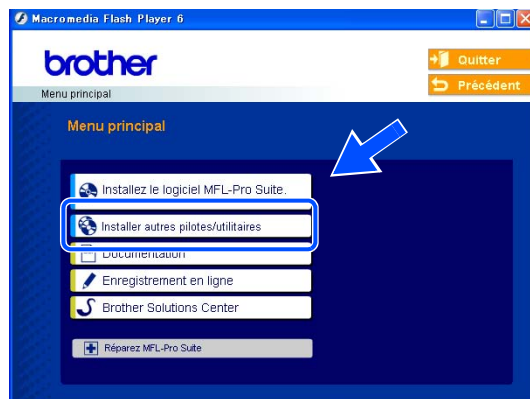 Macromedia Flash Player 6
brother
Quitter
Précédent
Menu principal
Menu principal
Installez le logiciel MFL-Pro Suite.
Installer autres pilotes/utilitaires
Documentation
Enregistrement en ligne
Brother Solutions Center
Réparez MFL-Pro Suite